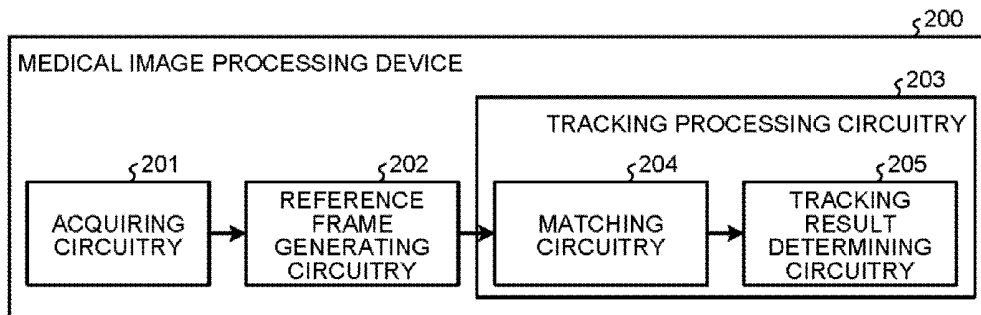 200
MEDICAL IMAGE PROCESSING DEVICE
203
TRACKING PROCESSING CIRCUITRY
201
ACQUIRING
CIRCUITRY
202
REFERENCE
FRAME
GENERATING
CIRCUITRY
204
MATCHING
CIRCUITRY
205
TRACKING
RESULT
DETERMINING
CIRCUITRY